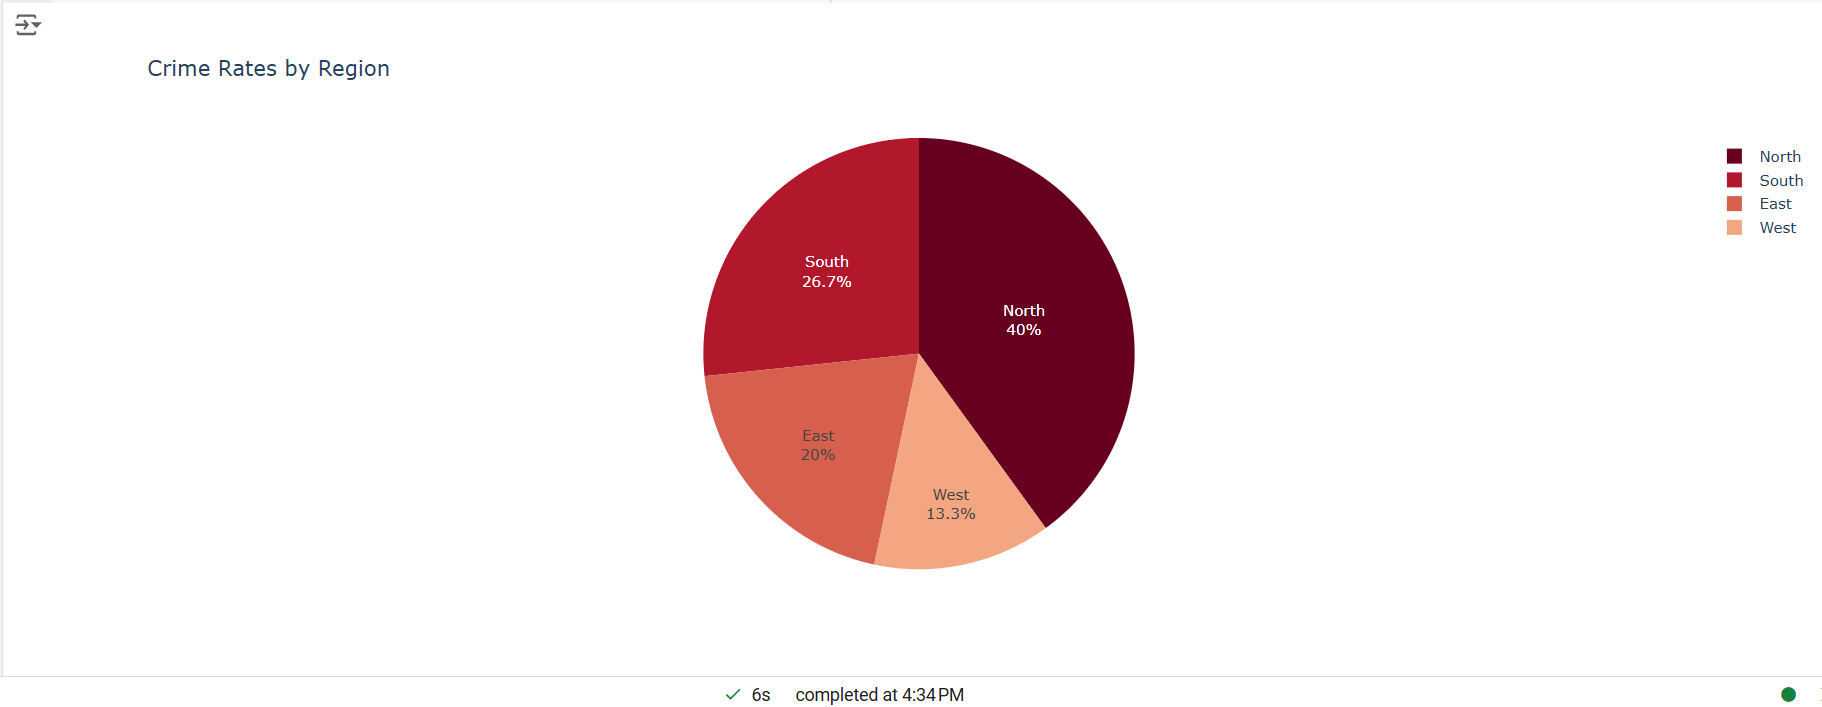 Crime Rates by Region
South
26.7%
North
40%
East
20%
West
13.3%
North
South
East
West
6s completed at 4:34 PM